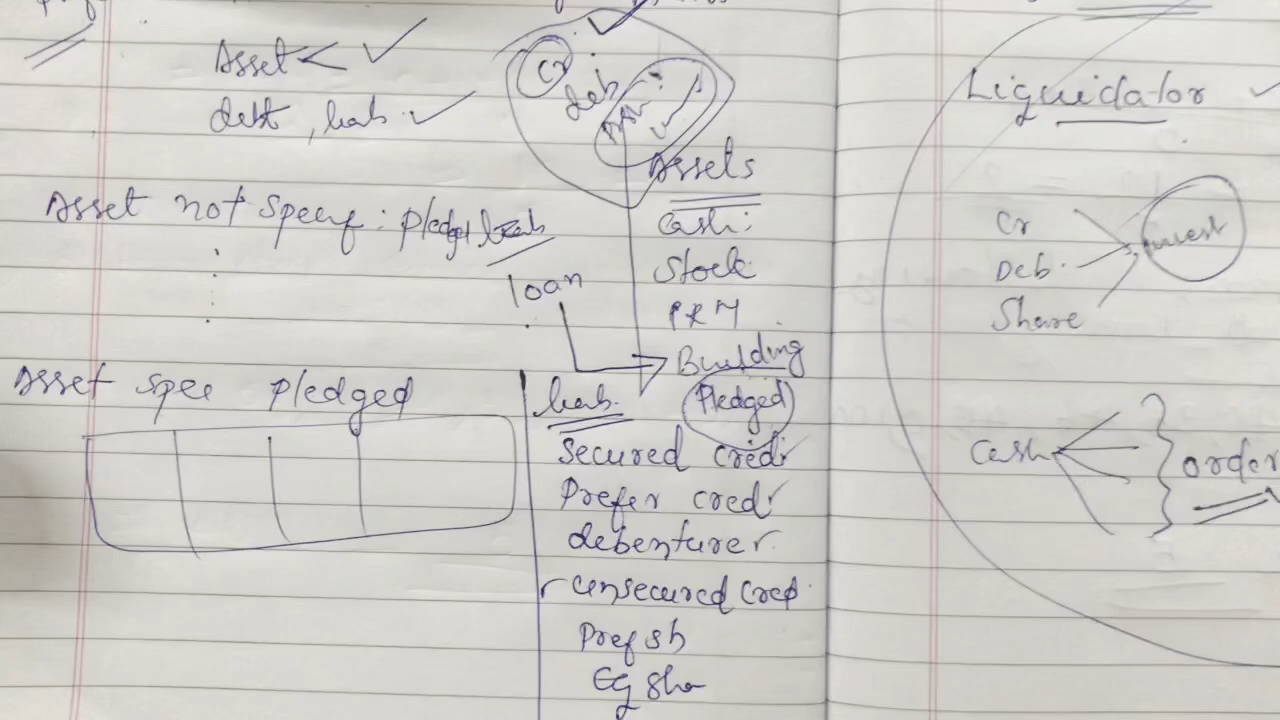 Asset
debt, liab.
Cr
deb
Assets
Cash:
Stock
P&M
Building
Pledged
Asset not Specif: pledged
loan
Asset spec pledged
liab.
Secured credi
Prefer cred
debenturer
unsecured cred.
Pref sh
Eq sha
Liquidator
Cr
Deb.
Share
Cash
order